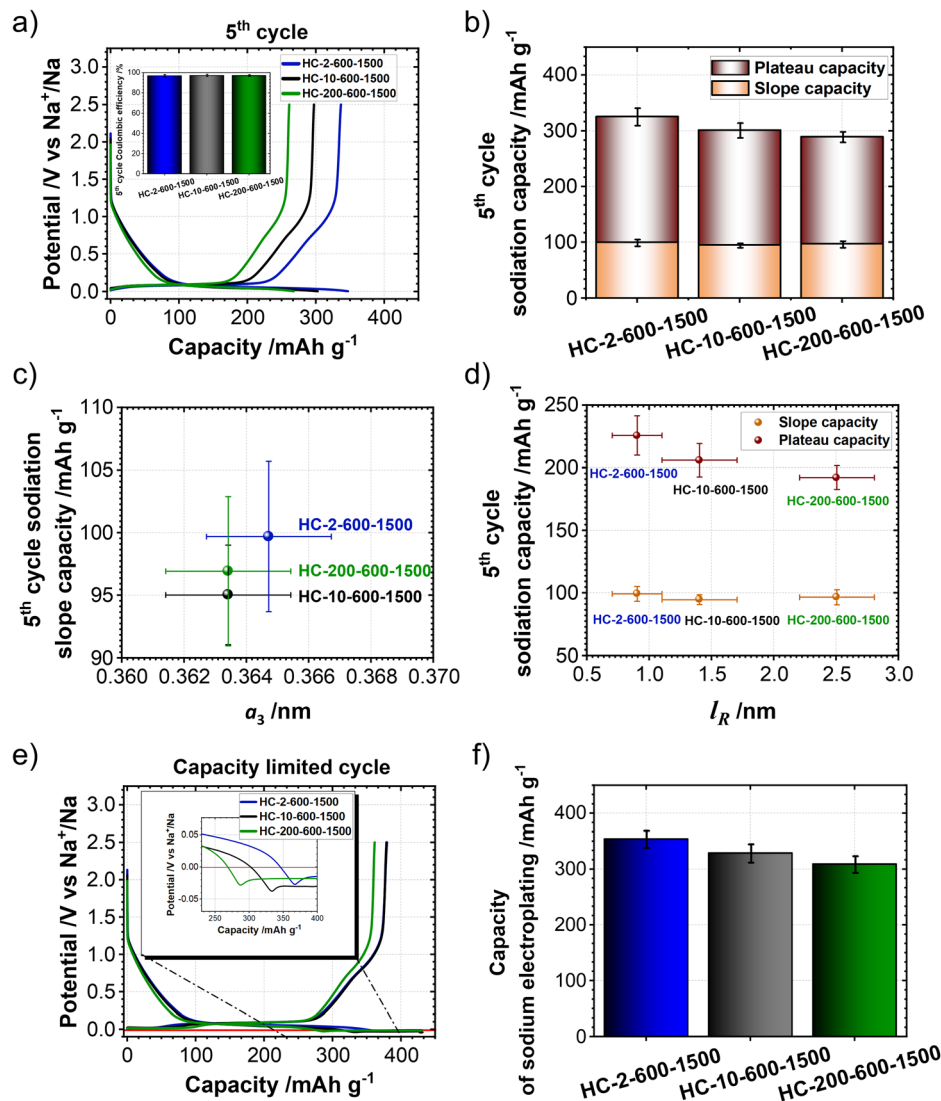 a)
5th cycle
HC-2-600-1500
HC-10-600-1500
HC-200-600-1500
Potential /V vs Na+/Na
3.0
2.5
2.0
1.5
1.0
0.5
0.0
0 100 200 300 400
Capacity /mAh g-1
5th cycle Coulombic efficiency /%
100
80
60
40
20
0
HC-2-600-1500
HC-10-600-1500
HC-200-600-1500
b)
Plateau capacity
Slope capacity
5th cycle
sodiation capacity /mAh g-1
400
300
200
100
0
HC-2-600-1500
HC-10-600-1500
HC-200-600-1500
c)
5th cycle sodiation
slope capacity /mAh g-1
110
105
100
95
90
HC-2-600-1500
HC-200-600-1500
HC-10-600-1500
0.360 0.362 0.364 0.366 0.368 0.370
a3 /nm
d)
Slope capacity
Plateau capacity
5th cycle
sodiation capacity /mAh g-1
250
200
150
100
50
HC-2-600-1500
HC-10-600-1500
HC-200-600-1500
HC-2-600-1500
HC-10-600-1500
HC-200-600-1500
0.5 1.0 1.5 2.0 2.5 3.0
lR /nm
e)
Capacity limited cycle
HC-2-600-1500
HC-10-600-1500
HC-200-600-1500
Potential /V vs Na+/Na
3.0
2.5
2.0
1.5
1.0
0.5
0.0
0 100 200 300 400
Capacity /mAh g-1
Potential /V vs Na+/Na
0.05
0.00
-0.05
250 300 350 400
Capacity /mAh g-1
f)
Capacity
of sodium electroplating /mAh g-1
400
300
200
100
0
HC-2-600-1500
HC-10-600-1500
HC-200-600-1500